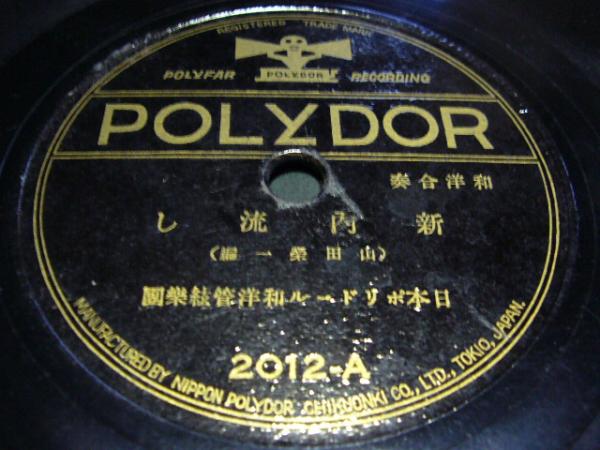 REGISTERED TRADE MARK
POLYFAR POLYDOR RECORDING
POLYDOR
奏合洋和
し流内新
(編一榮田山)
日本ポリドール和洋管絃樂團
2012-A
MANUFACTURED BY NIPPON POLYDOR CHIKUONKI CO., LTD., TOKIO, JAPAN.